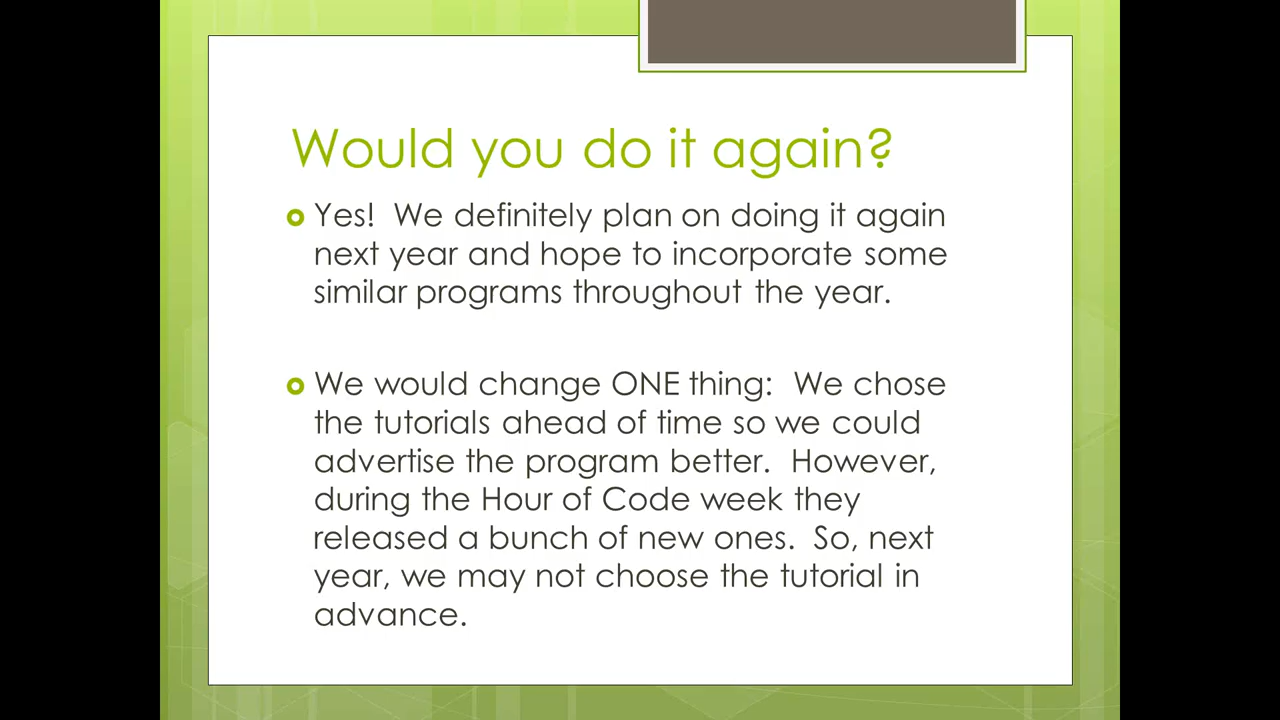 Would you do it again?
Yes!  We definitely plan on doing it again
next year and hope to incorporate some
similar programs throughout the year.
We would change ONE thing:  We chose
the tutorials ahead of time so we could
advertise the program better.  However,
during the Hour of Code week they
released a bunch of new ones.  So, next
year, we may not choose the tutorial in
advance.